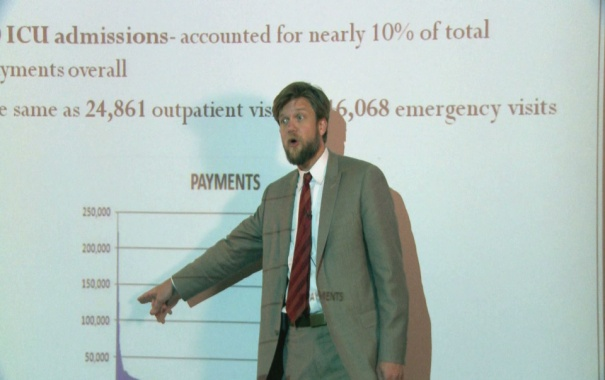 ICU admissions- accounted for nearly 10% of total
yments overall
e same as 24,861 outpatient vis 6,068 emergency visits
PAYMENTS
250,000
200,000
150,000
100,000
50,000